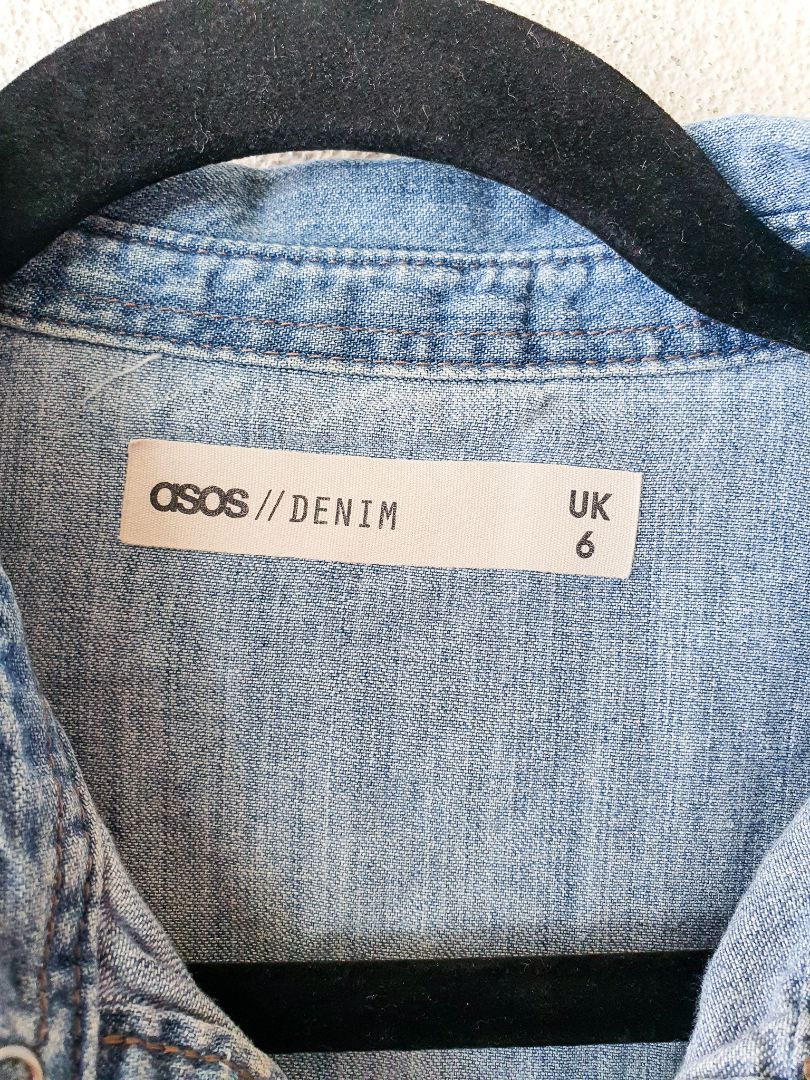 asos // DENIM
UK
6